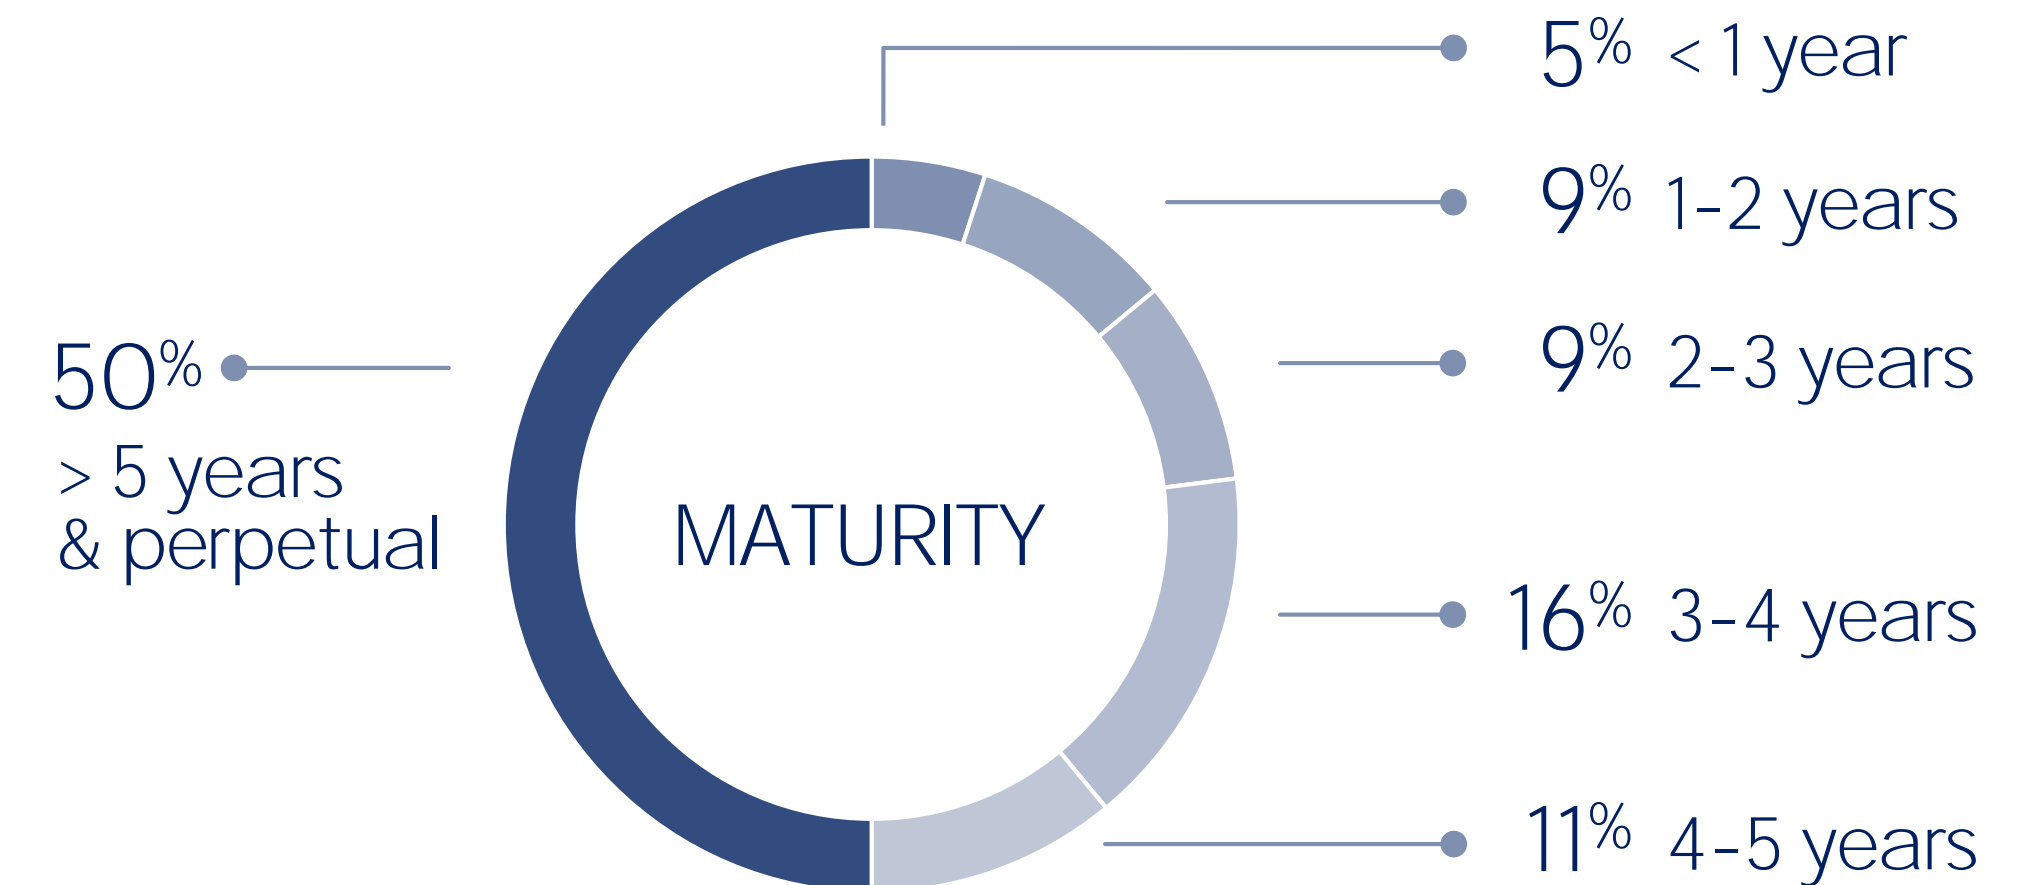 5% < 1 year
9% 1-2 years
9% 2-3 years
50%
> 5 years
& perpetual
MATURITY
16% 3-4 years
11% 4-5 years